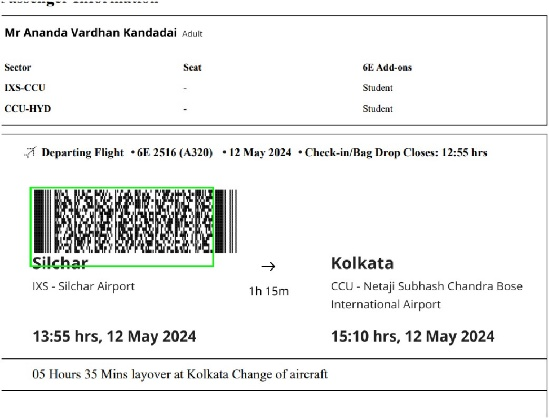 Passenger Information
Mr Ananda Vardhan Kandadai Adult
Sector Seat 6E Add-ons
IXS-CCU - Student
CCU-HYD - Student
Departing Flight • 6E 2516 (A320) • 12 May 2024 • Check-in/Bag Drop Closes: 12:55 hrs
Silchar → Kolkata
IXS - Silchar Airport 1h 15m CCU - Netaji Subhash Chandra Bose
International Airport
13:55 hrs, 12 May 2024 15:10 hrs, 12 May 2024
05 Hours 35 Mins layover at Kolkata Change of aircraft